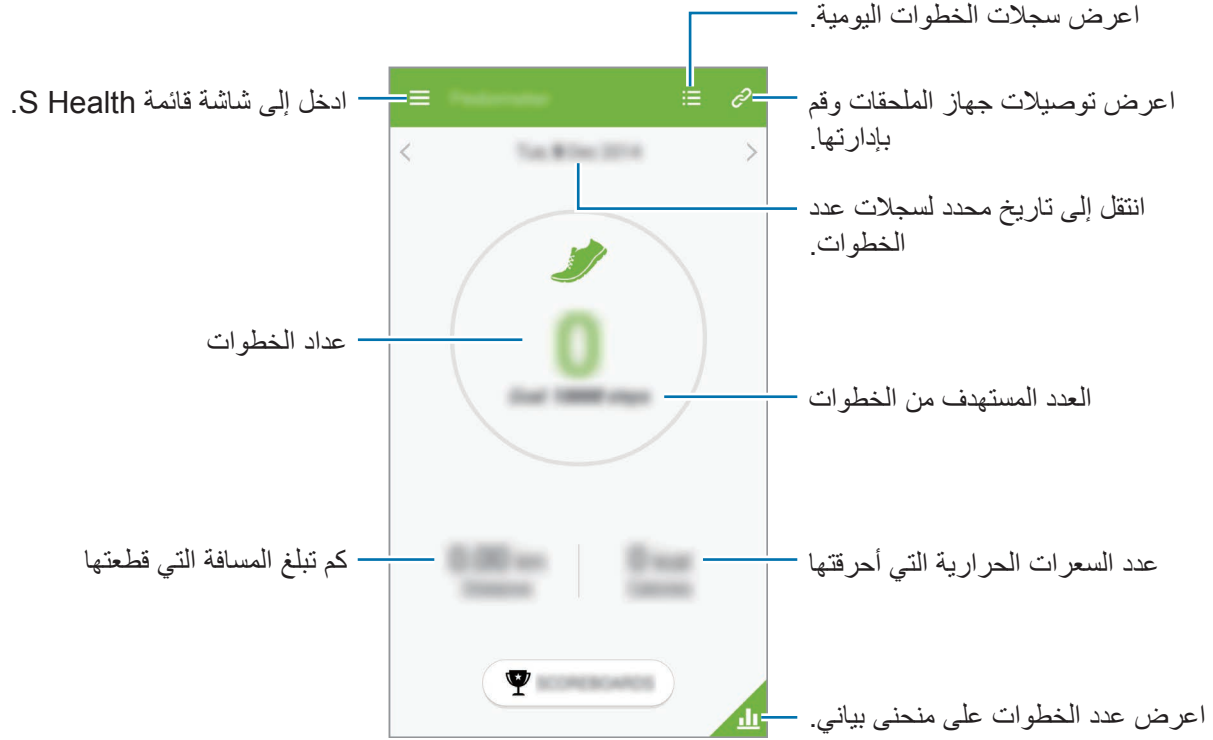 اعرض سجلات الخطوات اليومية.
ادخل إلى شاشة قائمة S Health.
اعرض توصيلات جهاز الملحقات وقم
بإدارتها.
انتقل إلى تاريخ محدد لسجلات عدد
الخطوات.
عداد الخطوات
0
العدد المستهدف من الخطوات
كم تبلغ المسافة التي قطعتها
عدد السعرات الحرارية التي أحرقتها
اعرض عدد الخطوات على منحنى بياني.